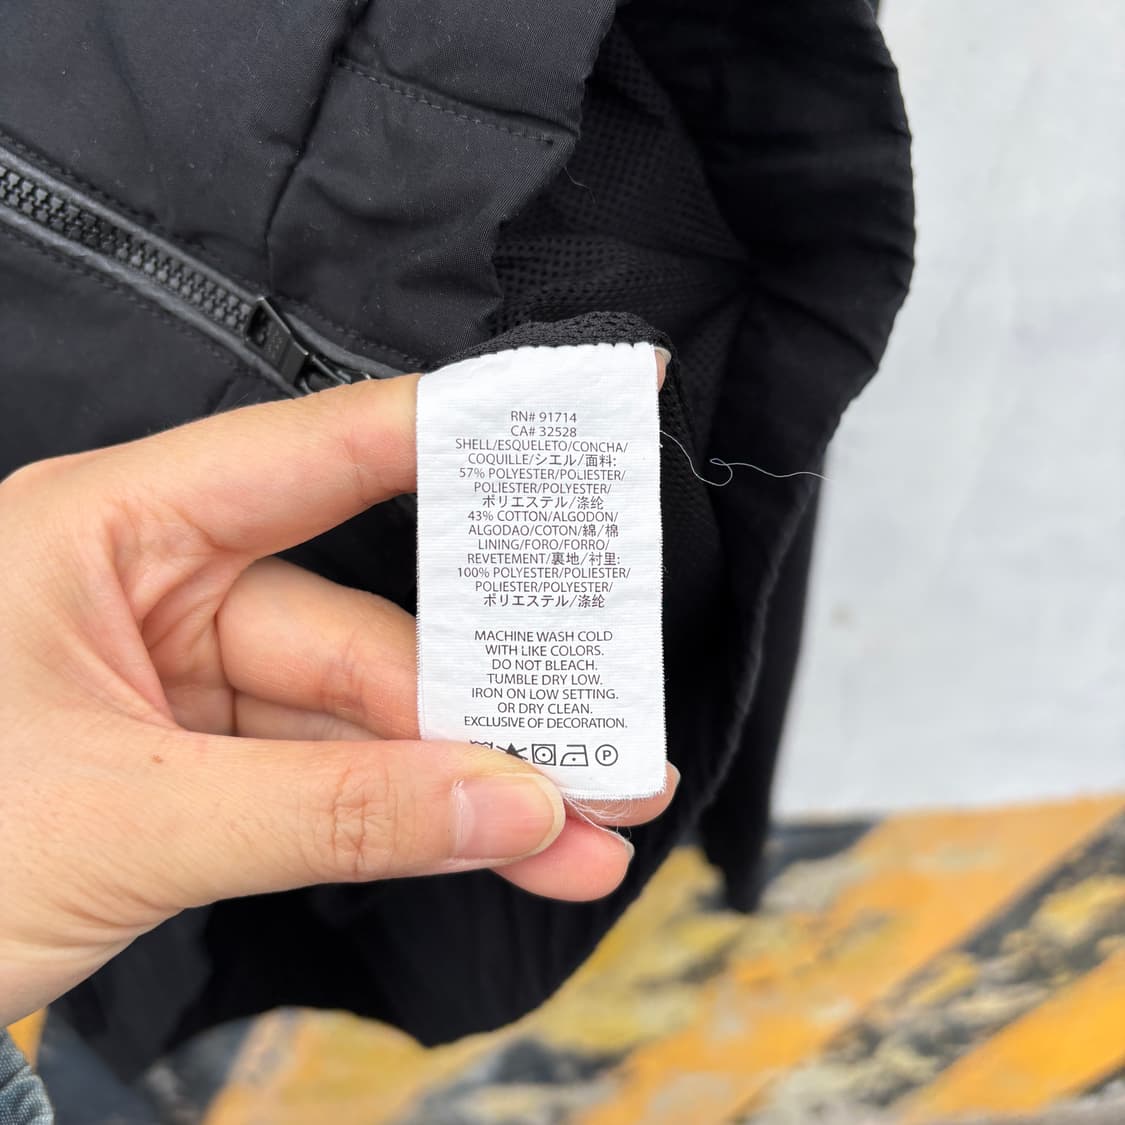 RN# 91714
CA# 32528
SHELL/ESQUELETO/CONCHA/
COQUILLE/シエル/面料:
57% POLYESTER/POLIESTER/
POLIESTER/POLYESTER/
ポリエステル/涤纶
43% COTTON/ALGODON/
ALGODAO/COTON/綿/棉
LINING/FORO/FORRO/
REVETEMENT/裏地/衬里:
100% POLYESTER/POLIESTER/
POLIESTER/POLYESTER/
ポリエステル/涤纶
MACHINE WASH COLD
WITH LIKE COLORS.
DO NOT BLEACH.
TUMBLE DRY LOW.
IRON ON LOW SETTING.
OR DRY CLEAN.
EXCLUSIVE OF DECORATION.
P